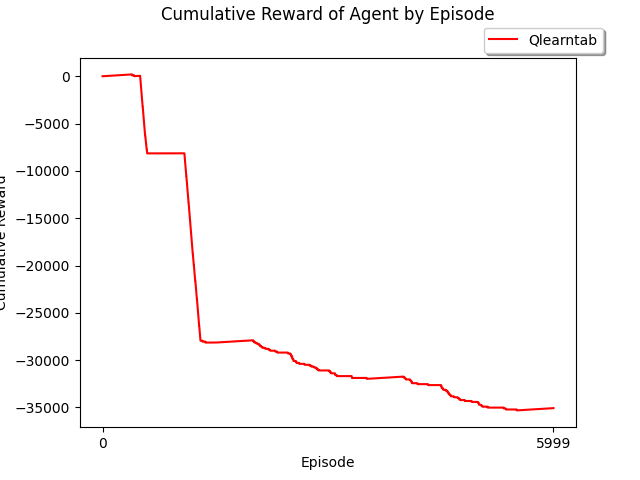 Cumulative Reward of Agent by Episode
Qlearntab
0
−5000
−10000
−15000
−20000
−25000
−30000
−35000
Cumulative Reward
0
5999
Episode